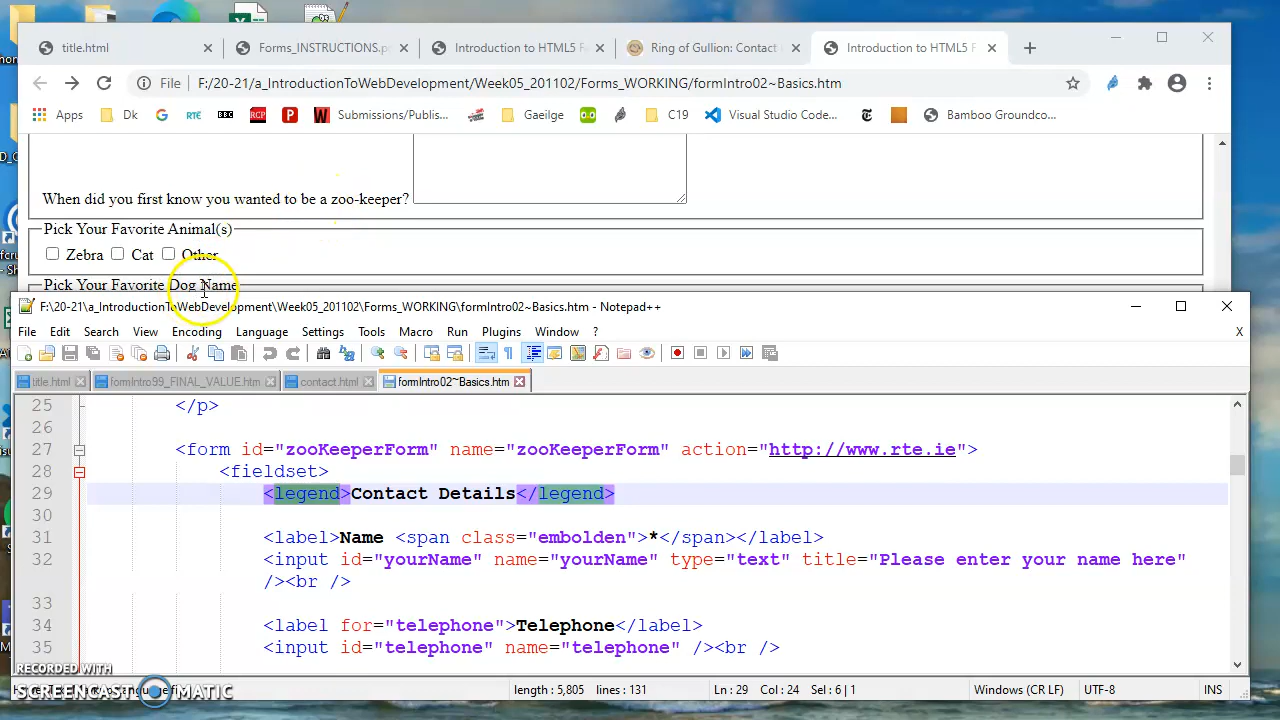 title.html × Forms_INSTRUCTIONS.p × Introduction to HTML5 F × Ring of Gullion: Contact × Introduction to HTML5 F × +
File F:/20-21/a_IntroductionToWebDevelopment/Week05_201102/Forms_WORKING/formIntro02~Basics.htm
Apps Dk G RTÉ BBC RCP P W Submissions/Publis... Gaeilge C19 Visual Studio Code... T Bamboo Groundco...
When did you first know you wanted to be a zoo-keeper?
Pick Your Favorite Animal(s)
Zebra Cat Other
Pick Your Favorite Dog Name
F:\20-21\a_IntroductionToWebDevelopment\Week05_201102\Forms_WORKING\formIntro02~Basics.htm - Notepad++
File Edit Search View Encoding Language Settings Tools Macro Run Plugins Window ? X
title.html formIntro99_FINAL_VALUE.htm contact.html formIntro02~Basics.htm
25 </p>
26
27 <form id="zooKeeperForm" name="zooKeeperForm" action="http://www.rte.ie">
28 <fieldset>
29 <legend>Contact Details</legend>
30
31 <label>Name <span class="embolden">*</span></label>
32 <input id="yourName" name="yourName" type="text" title="Please enter your name here"
/><br />
33
34 <label for="telephone">Telephone</label>
35 <input id="telephone" name="telephone" /><br />
RECORDED WITH
SCREENCAST MATIC
length : 5,805 lines : 131 Ln : 29 Col : 24 Sel : 6 | 1 Windows (CR LF) UTF-8 INS